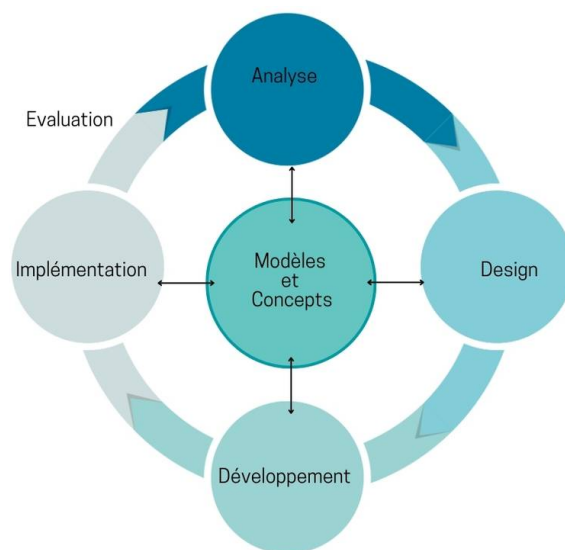 Analyse
Evaluation
Implémentation
Modèles
et
Concepts
Design
Développement